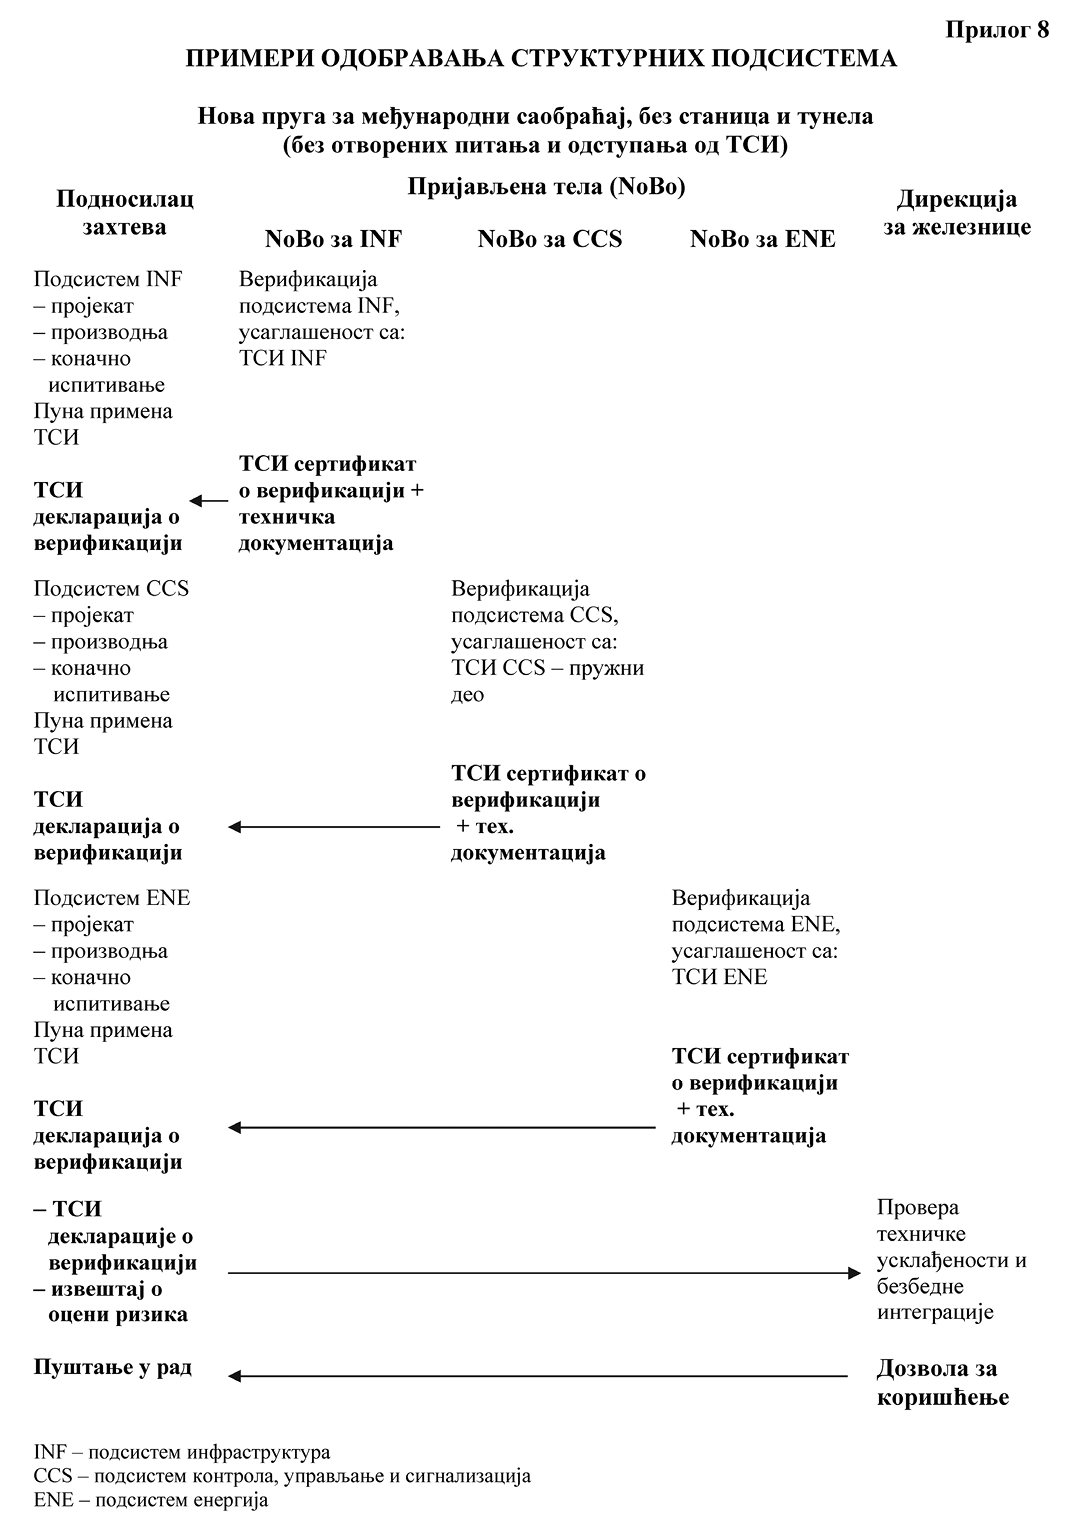 Прилог 8
ПРИМЕРИ ОДОБРАВАЊА СТРУКТУРНИХ ПОДСИСТЕМА
Нова пруга за међународни саобраћај, без станица и тунела
(без отворених питања и одступања од ТСИ)
Подносилац
захтева
Пријављена тела (NoBo)
NoBo за INF
NoBo за CCS
NoBo за ENE
Дирекција
за железнице
Подсистем INF
– пројекат
– производња
– коначно
испитивање
Пуна примена
ТСИ
Верификација
подсистема INF,
усаглашеност са:
ТСИ INF
ТСИ
декларација о
верификацији
ТСИ сертификат
о верификацији +
техничка
документација
Подсистем CCS
– пројекат
– производња
– коначно
испитивање
Пуна примена
ТСИ
Верификација
подсистема CCS,
усаглашеност са:
ТСИ CCS – пружни
део
ТСИ
декларација о
верификацији
ТСИ сертификат о
верификацији
+ тех.
документација
Подсистем ENE
– пројекат
– производња
– коначно
испитивање
Пуна примена
ТСИ
Верификација
подсистема ENE,
усаглашеност са:
ТСИ ENE
ТСИ
декларација о
верификацији
ТСИ сертификат
о верификацији
+ тех.
документација
– ТСИ
декларације о
верификацији
– извештај о
оцени ризика
Провера
техничке
усклађености и
безбедне
интеграције
Пуштање у рад
Дозвола за
коришћење
INF – подсистем инфраструктура
CCS – подсистем контрола, управљање и сигнализација
ENE – подсистем енергија